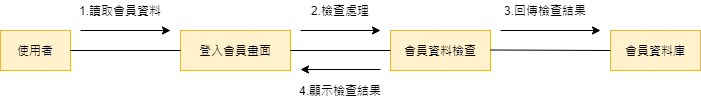 1.讀取會員資料
2.檢查處理
3.回傳檢查結果
使用者
登入會員畫面
會員資料檢查
會員資料庫
4.顯示檢查結果